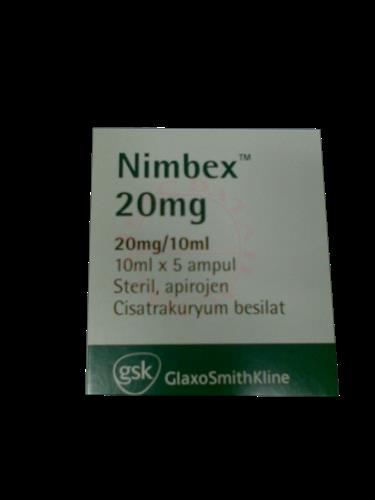 Nimbex™
20mg
20mg/10ml
10ml x 5 ampul
Steril, apirojen
Cisatrakuryum besilat
gsk GlaxoSmithKline